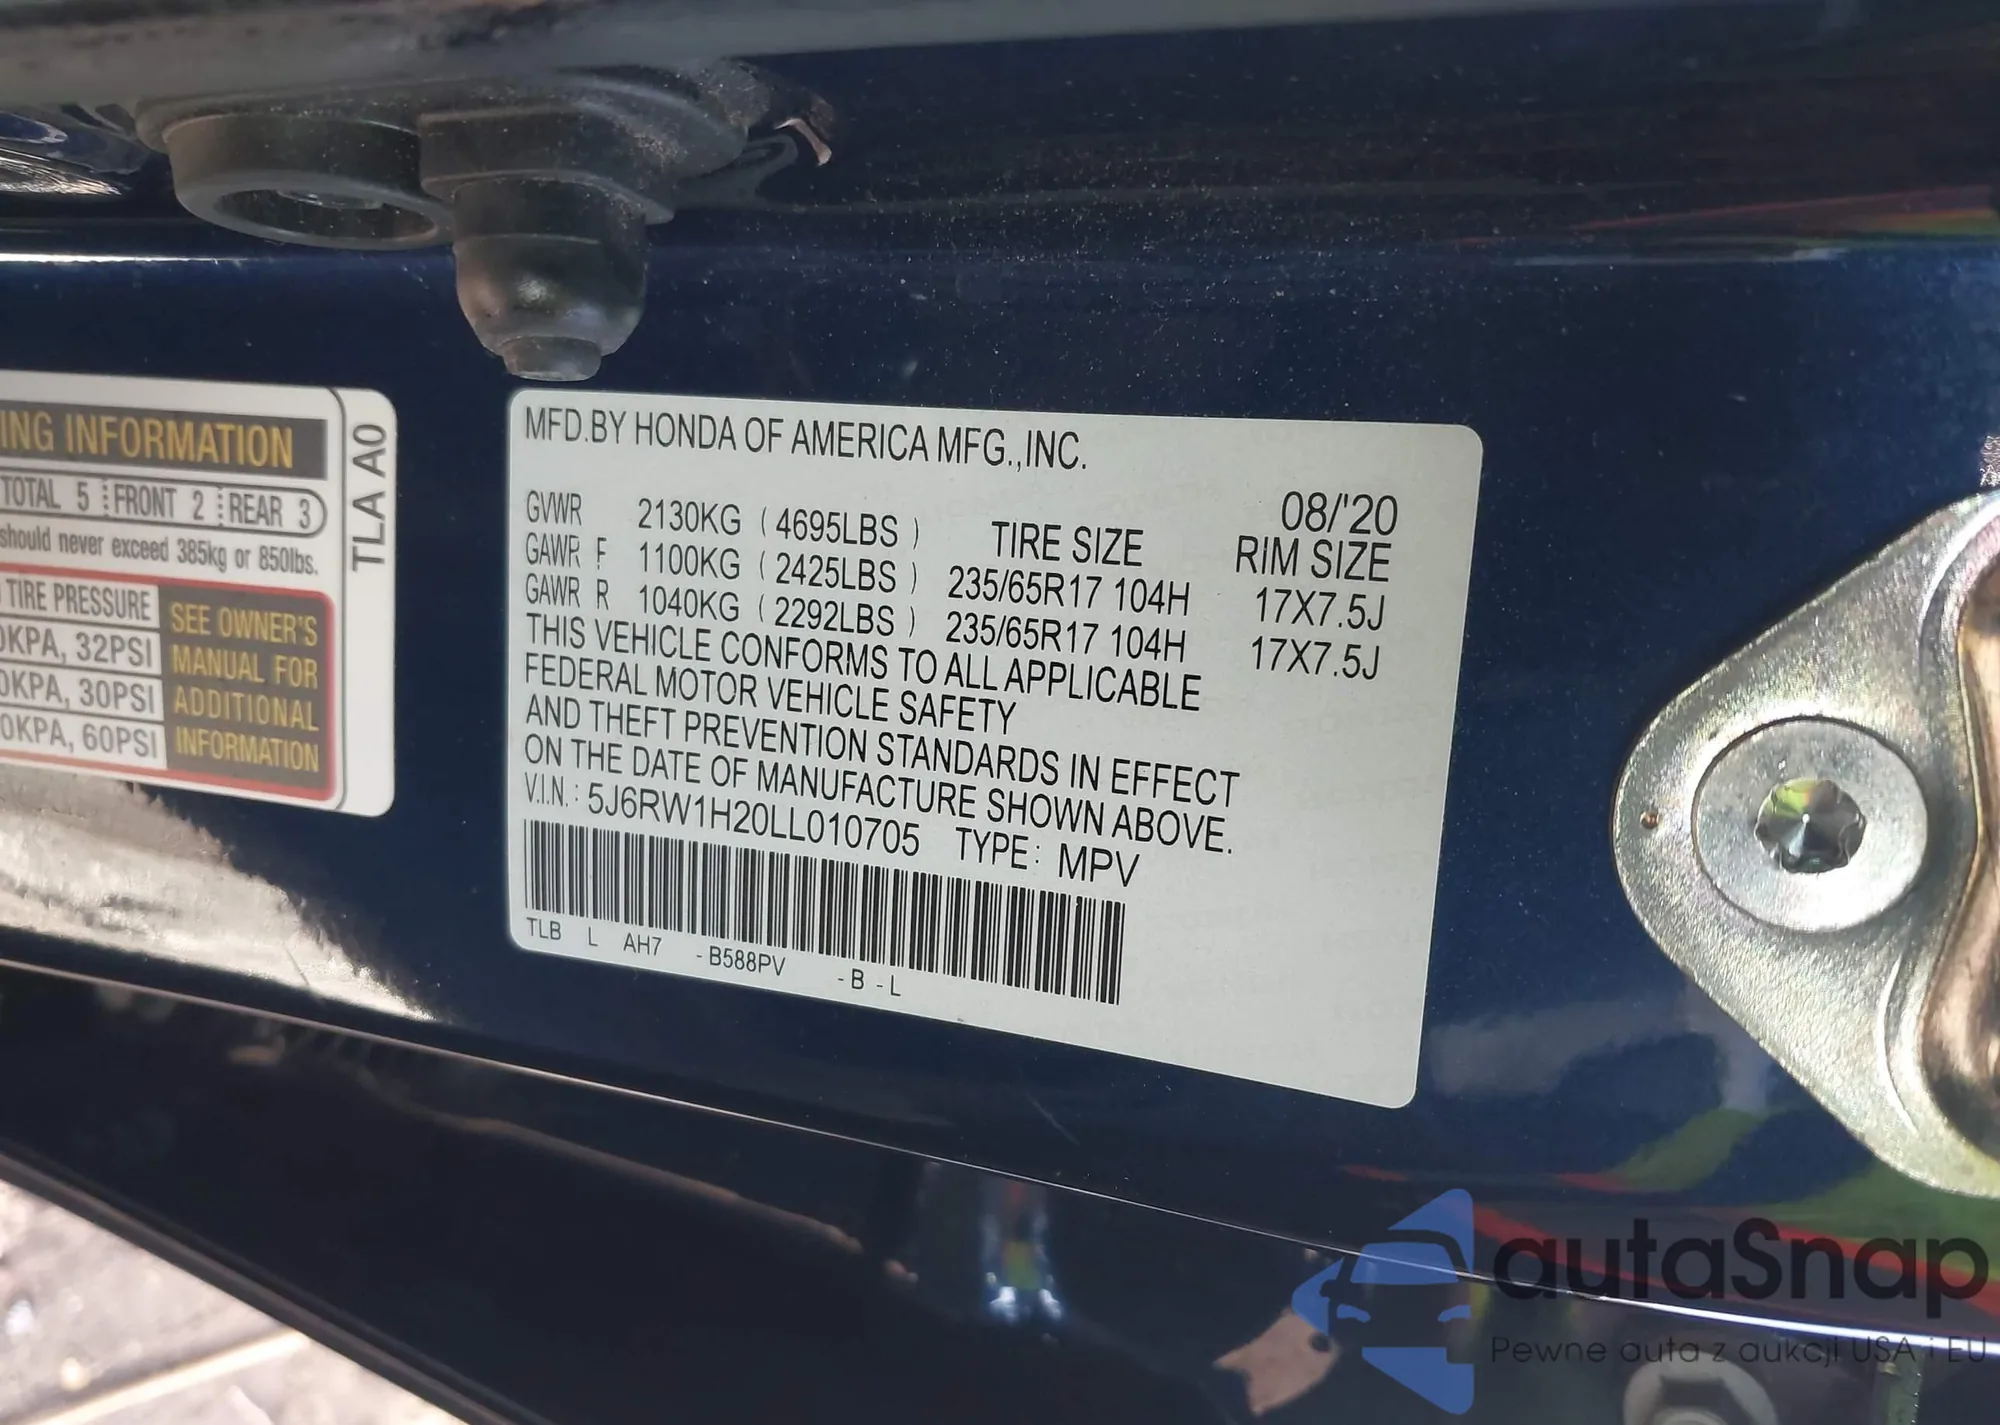 ING INFORMATION
TOTAL 5 FRONT 2 REAR 3
should never exceed 385kg or 850lbs.
TIRE PRESSURE
0KPA, 32PSI
0KPA, 30PSI
0KPA, 60PSI
SEE OWNER'S
MANUAL FOR
ADDITIONAL
INFORMATION
TLA A0
MFD.BY HONDA OF AMERICA MFG.,INC.
08/'20
GVWR 2130KG (4695LBS) TIRE SIZE RIM SIZE
GAWR F 1100KG (2425LBS) 235/65R17 104H 17X7.5J
GAWR R 1040KG (2292LBS) 235/65R17 104H 17X7.5J
THIS VEHICLE CONFORMS TO ALL APPLICABLE
FEDERAL MOTOR VEHICLE SAFETY
AND THEFT PREVENTION STANDARDS IN EFFECT
ON THE DATE OF MANUFACTURE SHOWN ABOVE.
V.I.N.: 5J6RW1H20LL010705 TYPE: MPV
TLB L AH7 -B588PV -B -L
autaSnap
Pewne auta z aukcji USA i EU